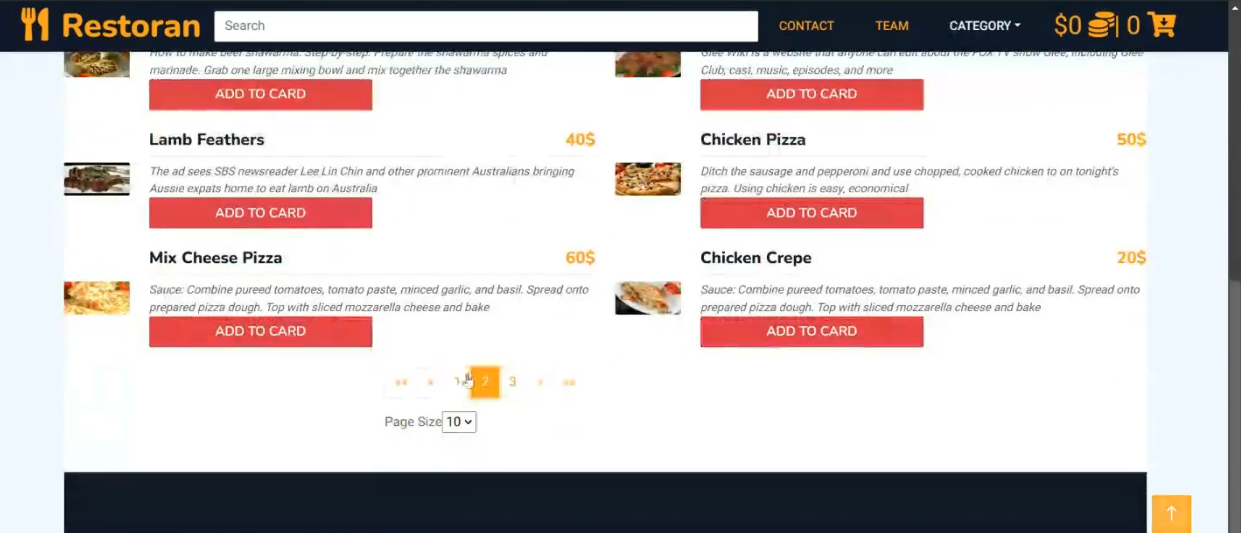 Restoran
Search
CONTACT
TEAM
CATEGORY
$0 | 0
How to make beef shawarma. Step-by-step. Prepare the shawarma spices and
marinade. Grab one large mixing bowl and mix together the shawarma
ADD TO CARD
Glee Wiki is a website that anyone can edit about the FOX TV show Glee, including Glee
Club, cast, music, episodes, and more
ADD TO CARD
Lamb Feathers 40$
The ad sees SBS newsreader Lee Lin Chin and other prominent Australians bringing
Aussie expats home to eat lamb on Australia
ADD TO CARD
Chicken Pizza 50$
Ditch the sausage and pepperoni and use chopped, cooked chicken to on tonight's
pizza. Using chicken is easy, economical
ADD TO CARD
Mix Cheese Pizza 60$
Sauce: Combine pureed tomatoes, tomato paste, minced garlic, and basil. Spread onto
prepared pizza dough. Top with sliced mozzarella cheese and bake
ADD TO CARD
Chicken Crepe 20$
Sauce: Combine pureed tomatoes, tomato paste, minced garlic, and basil. Spread onto
prepared pizza dough. Top with sliced mozzarella cheese and bake
ADD TO CARD
«« « 1 2 3 » »»
Page Size 10